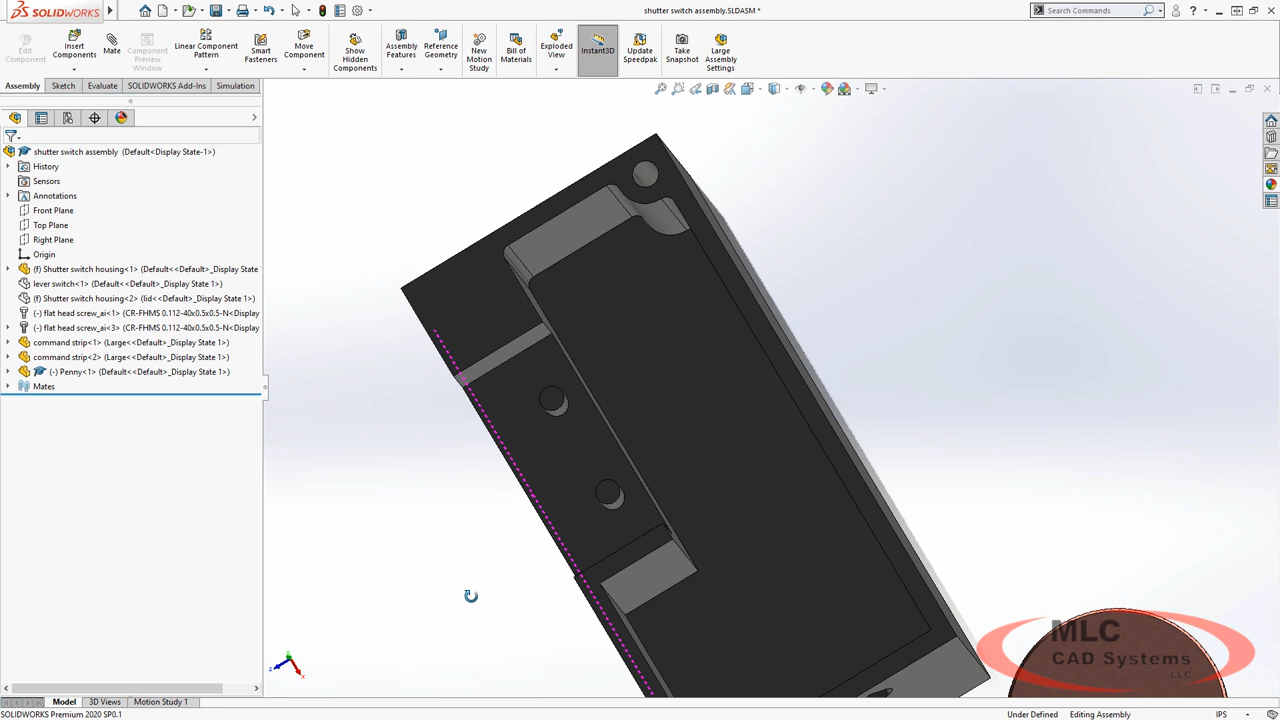 SOLIDWORKS
shutter switch assembly.SLDASM *
Search Commands
Edit Component
Insert Components
Mate
Component Preview Window
Linear Component Pattern
Smart Fasteners
Move Component
Show Hidden Components
Assembly Features
Reference Geometry
New Motion Study
Bill of Materials
Exploded View
Instant3D
Update Speedpak
Take Snapshot
Large Assembly Settings
Assembly
Sketch
Evaluate
SOLIDWORKS Add-Ins
Simulation
shutter switch assembly (Default<Display State-1>)
History
Sensors
Annotations
Front Plane
Top Plane
Right Plane
Origin
(f) Shutter switch housing<1> (Default<<Default>_Display State
lever switch<1> (Default<<Default>_Display State 1>)
(f) Shutter switch housing<2> (lid<<Default>_Display State 1>)
(-) flat head screw_ai<1> (CR-FHMS 0.112-40x0.5x0.5-N<Display
(-) flat head screw_ai<3> (CR-FHMS 0.112-40x0.5x0.5-N<Display
command strip<1> (Large<<Default>_Display State 1>)
command strip<2> (Large<<Default>_Display State 1>)
(-) Penny<1> (Default<<Default>_Display State 1>)
Mates
z
x
MLC
CAD Systems
LLC
Model
3D Views
Motion Study 1
SOLIDWORKS Premium 2020 SP0.1
Under Defined
Editing Assembly
IPS